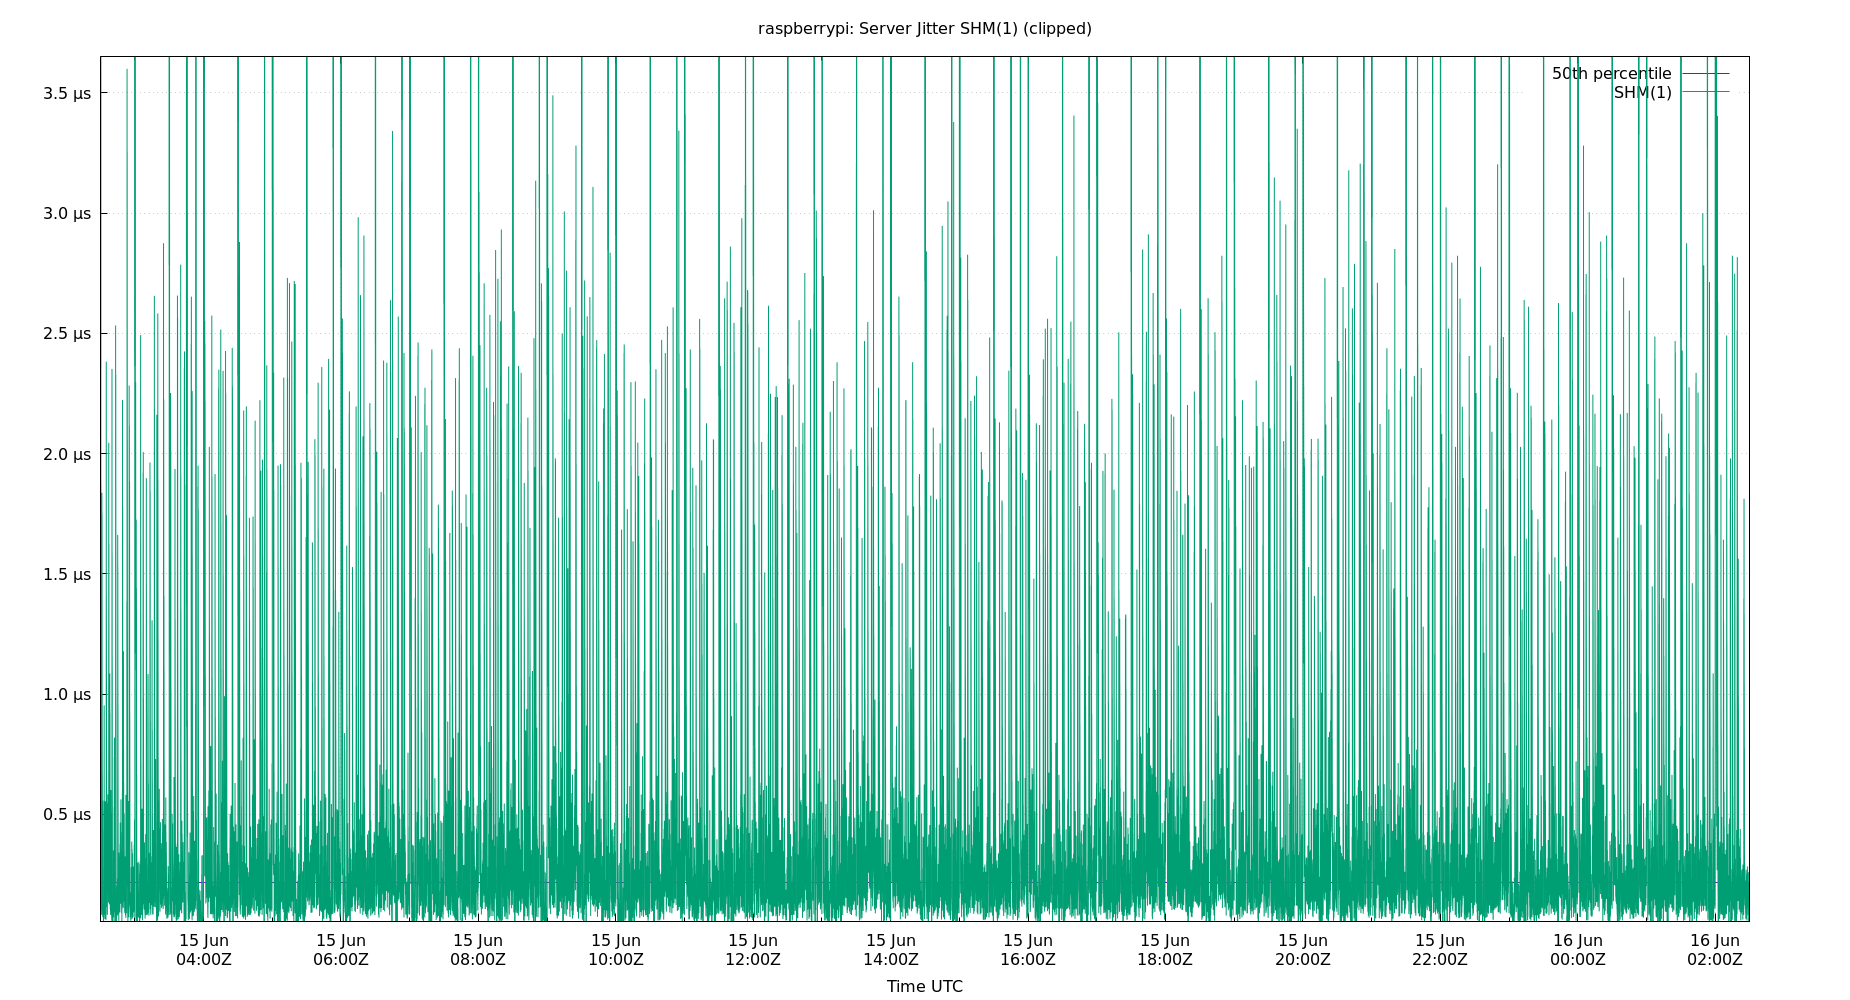 raspberrypi: Server Jitter SHM(1) (clipped)
50th percentile
SHM(1)
3.5 µs
3.0 µs
2.5 µs
2.0 µs
1.5 µs
1.0 µs
0.5 µs
15 Jun 15 Jun 15 Jun 15 Jun 15 Jun 15 Jun 15 Jun 15 Jun 15 Jun 15 Jun 16 Jun 16 Jun
04:00Z 06:00Z 08:00Z 10:00Z 12:00Z 14:00Z 16:00Z 18:00Z 20:00Z 22:00Z 00:00Z 02:00Z
Time UTC